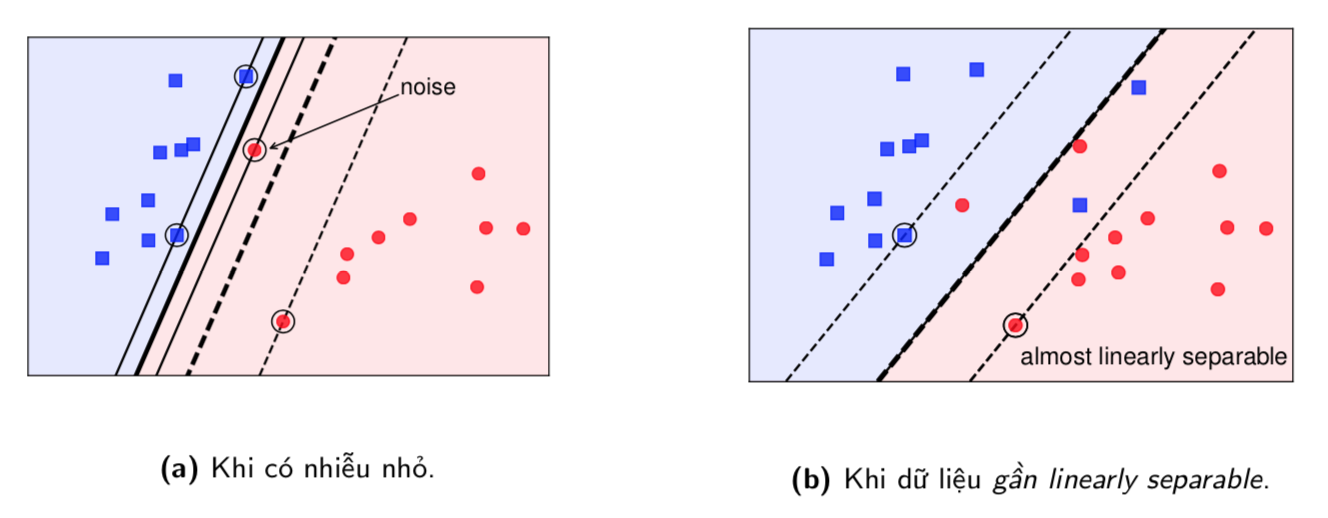 noise
almost linearly separable
(a) Khi có nhiễu nhỏ.
(b) Khi dữ liệu gần linearly separable.